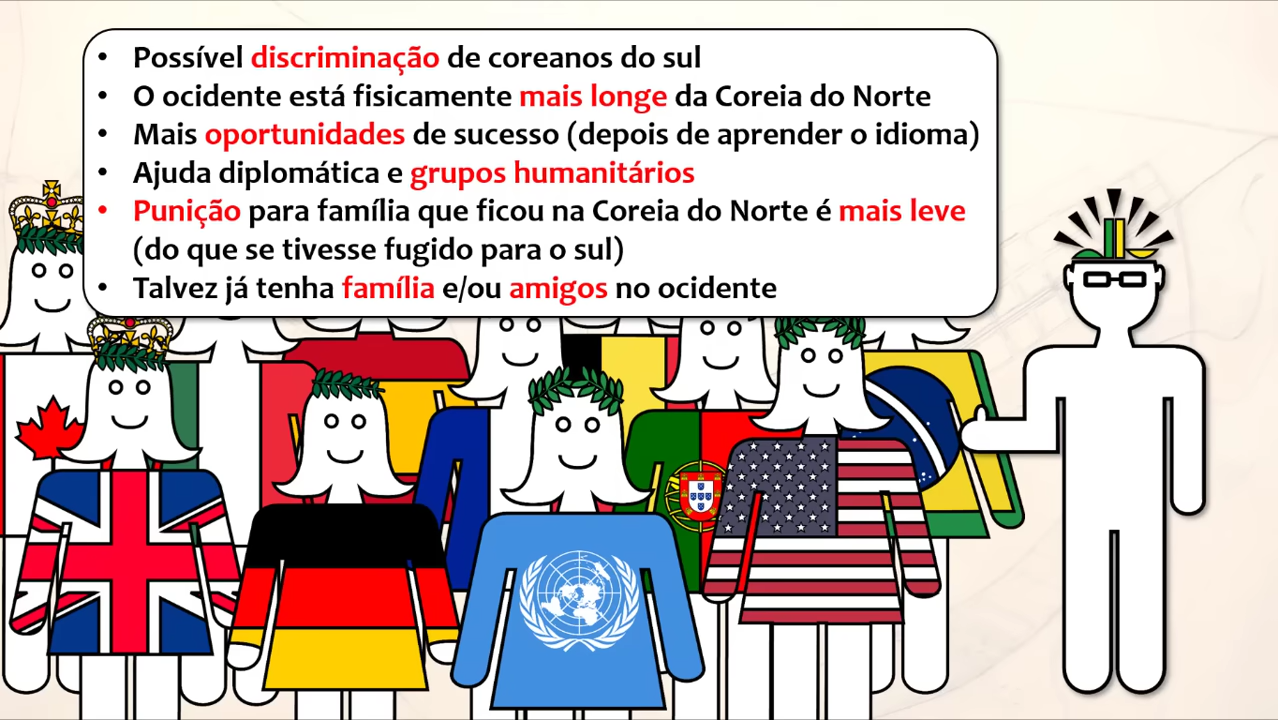 • Possível discriminação de coreanos do sul
• O ocidente está fisicamente mais longe da Coreia do Norte
• Mais oportunidades de sucesso (depois de aprender o idioma)
• Ajuda diplomática e grupos humanitários
• Punição para família que ficou na Coreia do Norte é mais leve
(do que se tivesse fugido para o sul)
• Talvez já tenha família e/ou amigos no ocidente